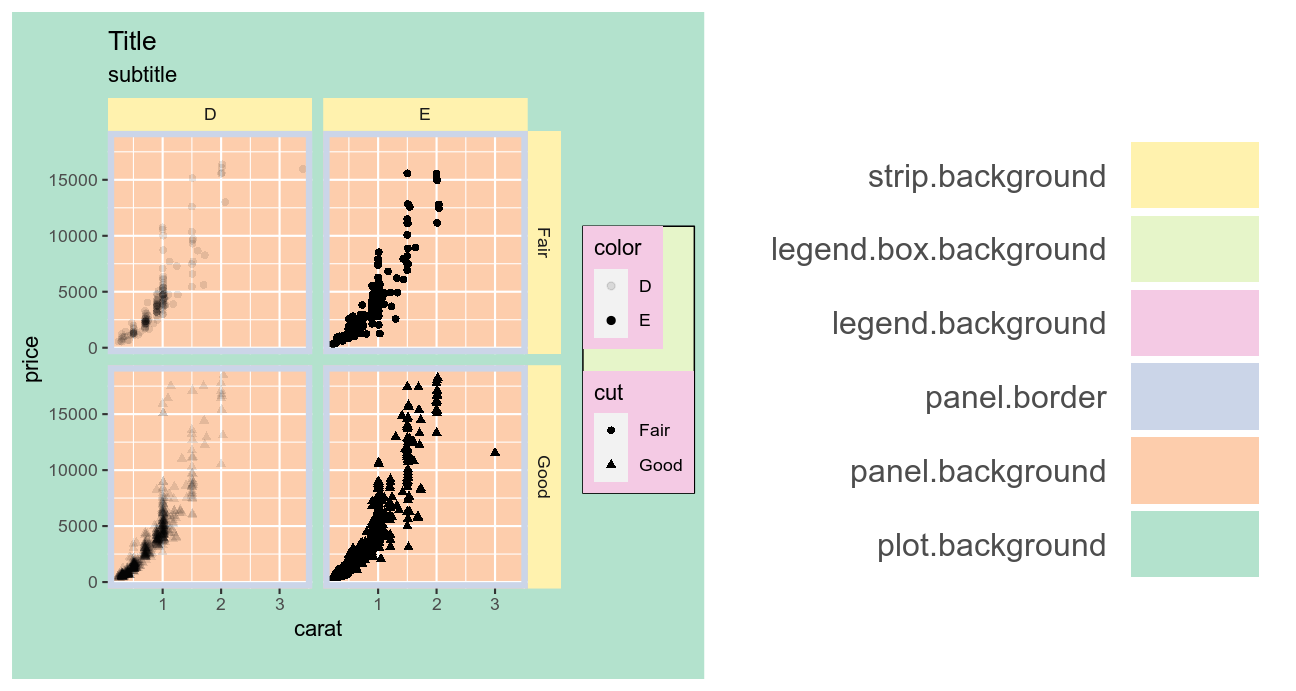 Title
subtitle
D E
15000
10000
5000
0
Fair
15000
10000
5000
0
Good
1 2 3 1 2 3
carat
price
color
D
E
cut
Fair
Good
strip.background
legend.box.background
legend.background
panel.border
panel.background
plot.background